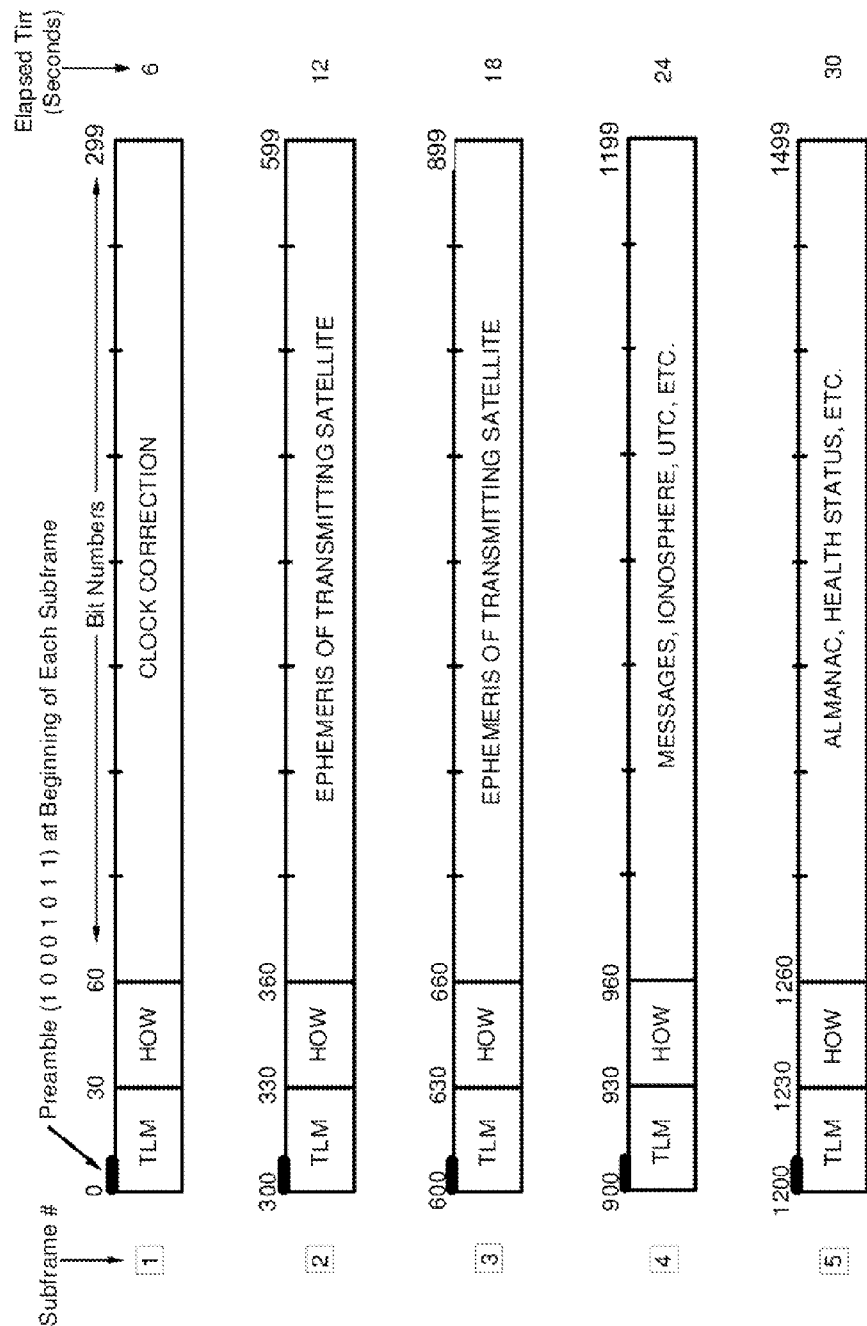 Subframe #
Preamble (1 0 0 0 1 0 1 1) at Beginning of Each Subframe
Elapsed Tim
(Seconds)
0 30 60 Bit Numbers 299
1 TLM HOW CLOCK CORRECTION 6
300 330 360 599
2 TLM HOW EPHEMERIS OF TRANSMITTING SATELLITE 12
600 630 660 899
3 TLM HOW EPHEMERIS OF TRANSMITTING SATELLITE 18
900 930 960 1199
4 TLM HOW MESSAGES, IONOSPHERE, UTC, ETC. 24
1200 1230 1260 1499
5 TLM HOW ALMANAC, HEALTH STATUS, ETC. 30